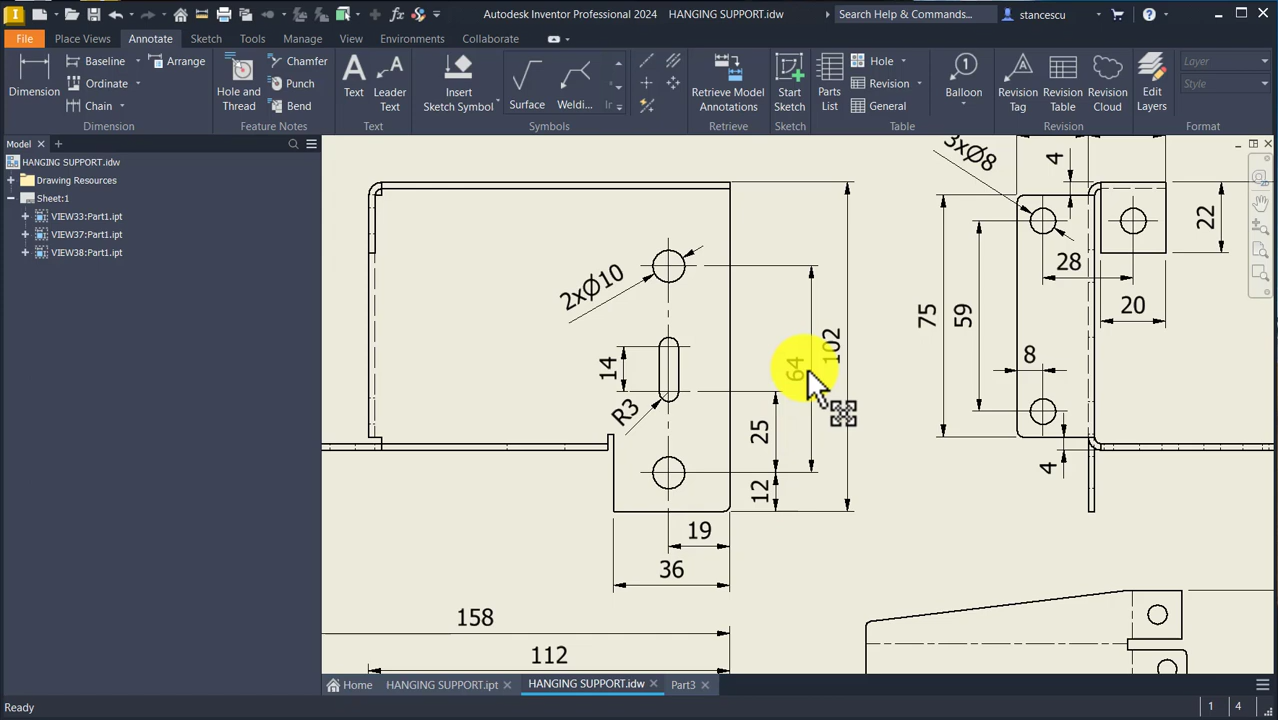 Autodesk Inventor Professional 2024 HANGING SUPPORT.idw
Search Help & Commands...
stancescu
File Place Views Annotate Sketch Tools Manage View Environments Collaborate
Dimension
Baseline
Ordinate
Chain
Arrange
Dimension
Hole and
Thread
Chamfer
Punch
Bend
Feature Notes
Text
Leader
Text
Text
Insert
Sketch Symbol
Surface
Weldi...
Symbols
Retrieve Model
Annotations
Retrieve
Start
Sketch
Sketch
Parts
List
Hole
Revision
General
Table
Balloon
Revision
Tag
Revision
Table
Revision
Cloud
Revision
Edit
Layers
Layer
Style
Format
Model
HANGING SUPPORT.idw
Drawing Resources
Sheet:1
VIEW33:Part1.ipt
VIEW37:Part1.ipt
VIEW38:Part1.ipt
2xØ10
14
R3
64
102
25
12
19
36
158
112
3xØ8
4
22
28
20
75
59
8
4
Home HANGING SUPPORT.ipt HANGING SUPPORT.idw Part3
Ready
1 4